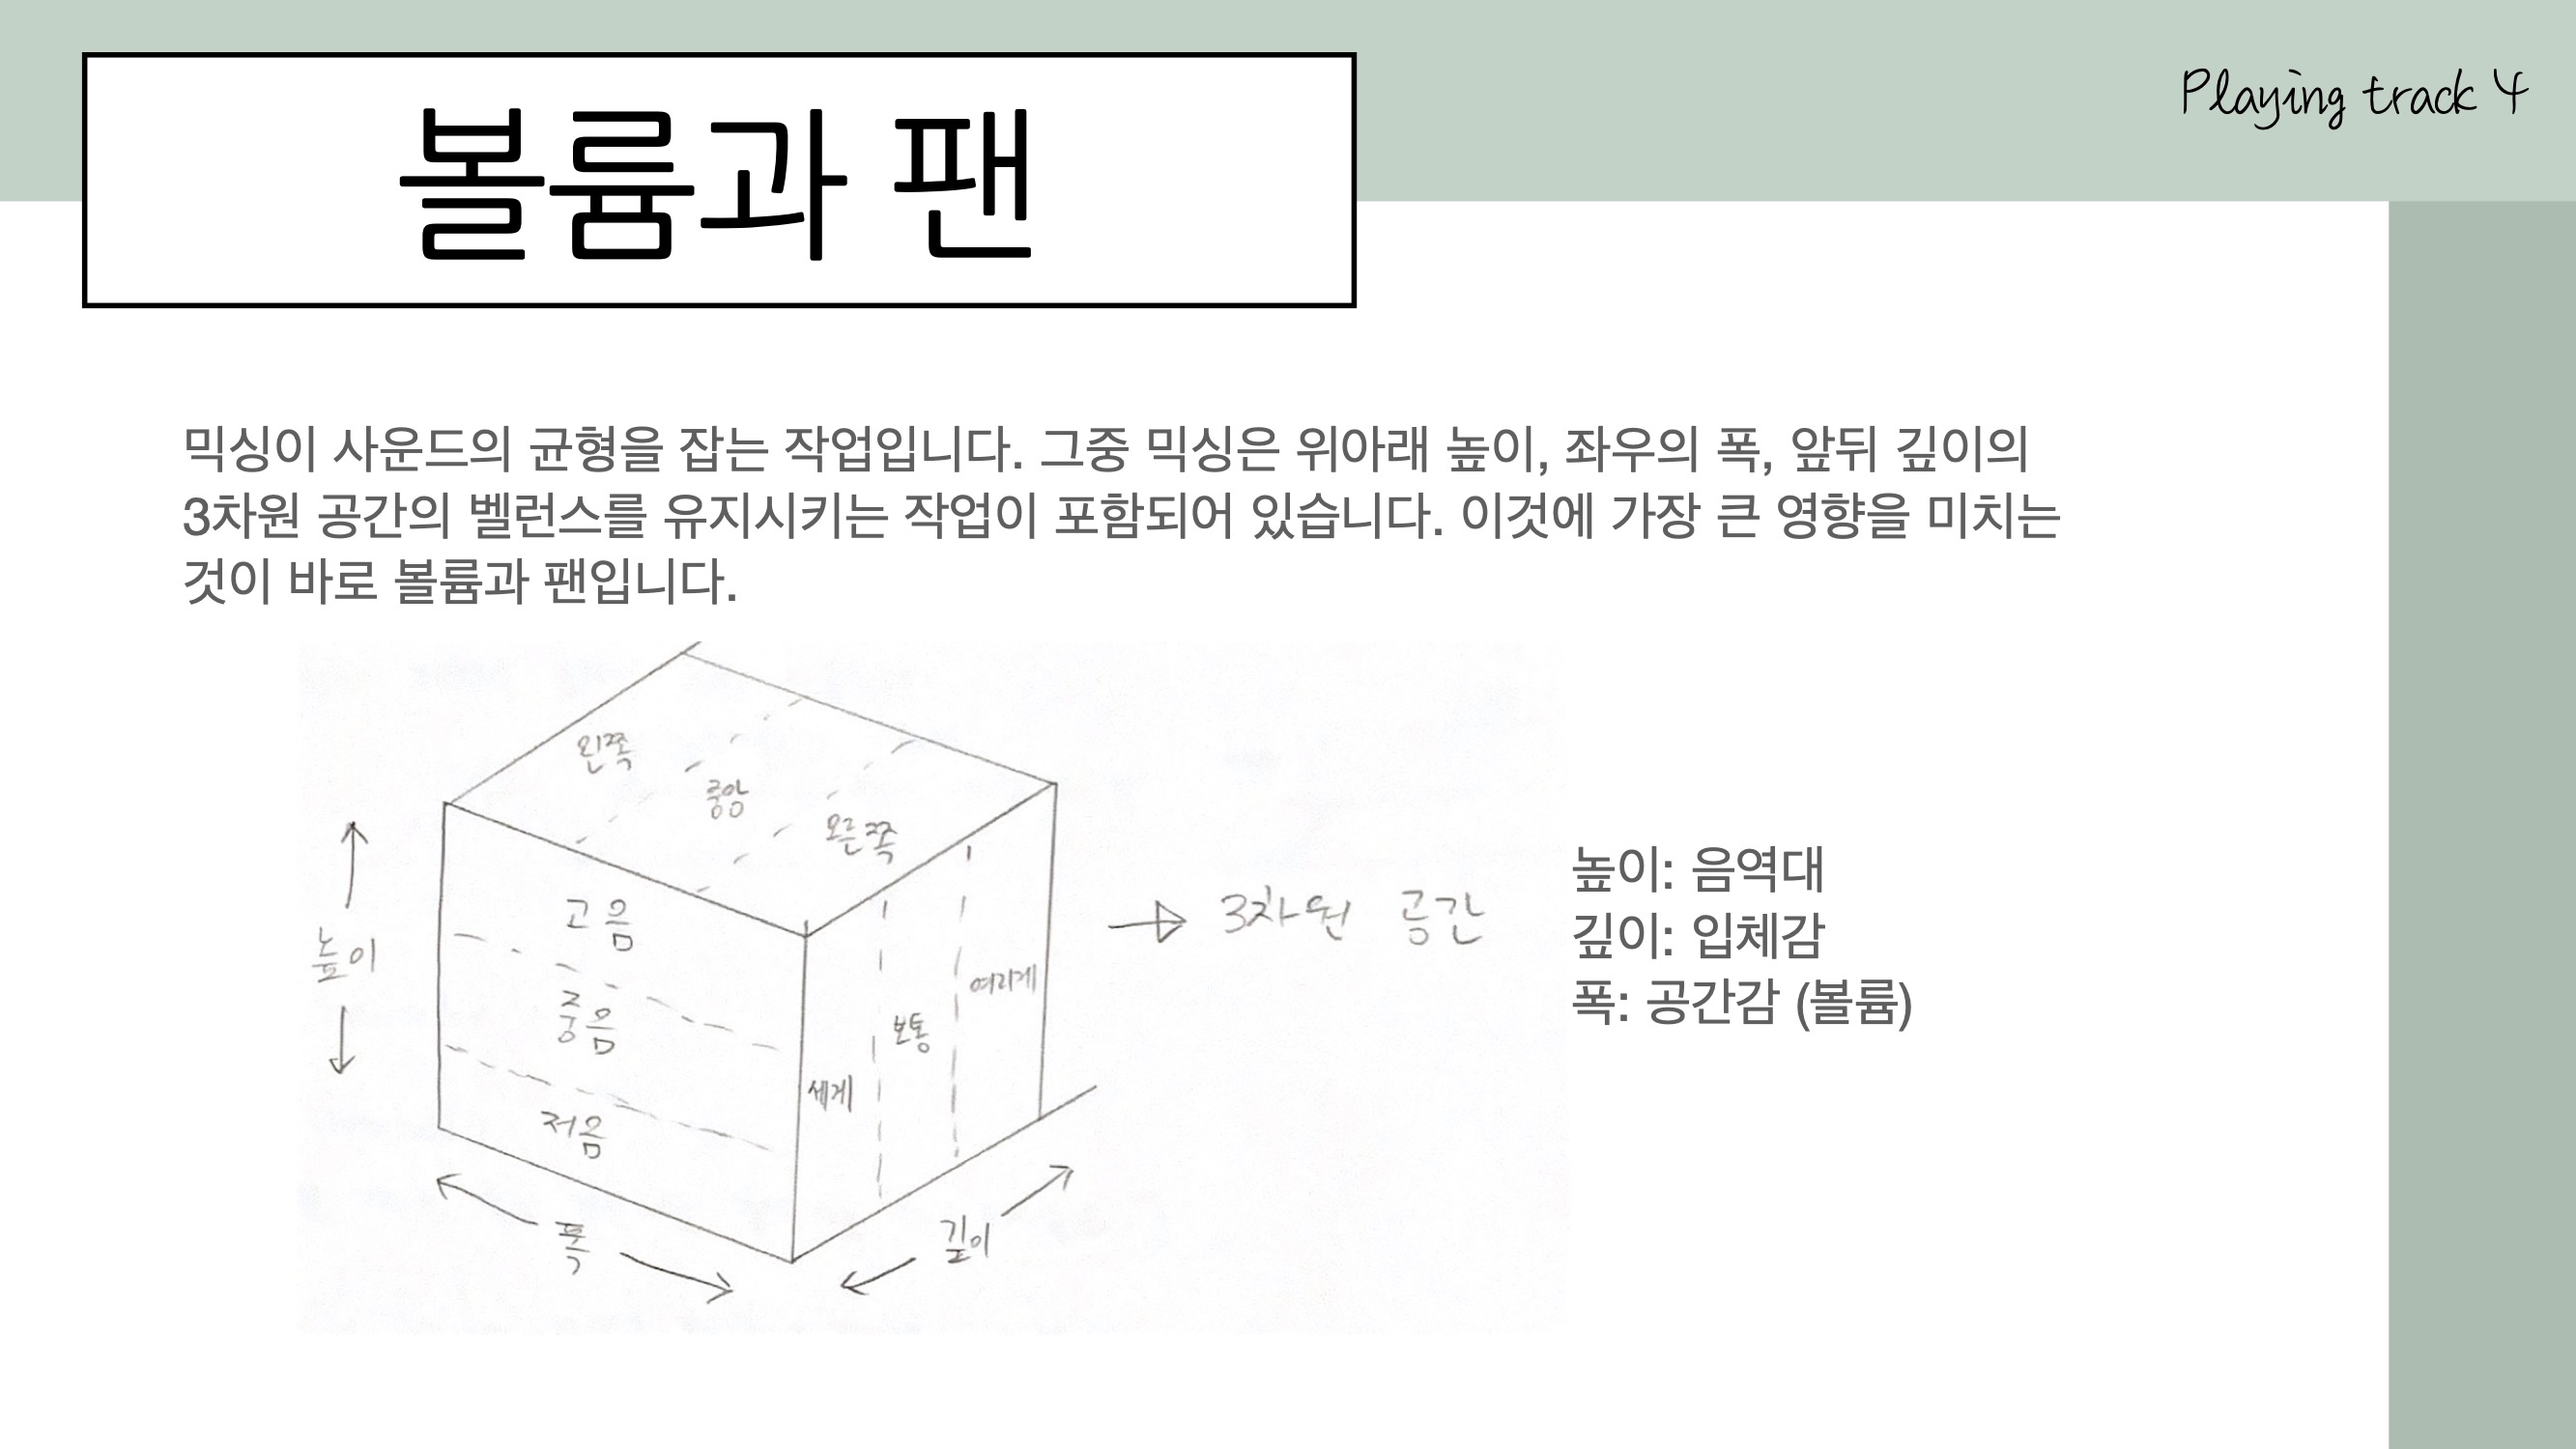 Playing track 4
볼륨과 팬
믹싱이 사운드의 균형을 잡는 작업입니다. 그중 믹싱은 위아래 높이, 좌우의 폭, 앞뒤 깊이의
3차원 공간의 벨런스를 유지시키는 작업이 포함되어 있습니다. 이것에 가장 큰 영향을 미치는
것이 바로 볼륨과 팬입니다.
왼쪽
중앙
오른쪽
고음
중음
저음
높이
세게
보통
여리게
폭
깊이
3차원 공간
높이: 음역대
깊이: 입체감
폭: 공간감 (볼륨)